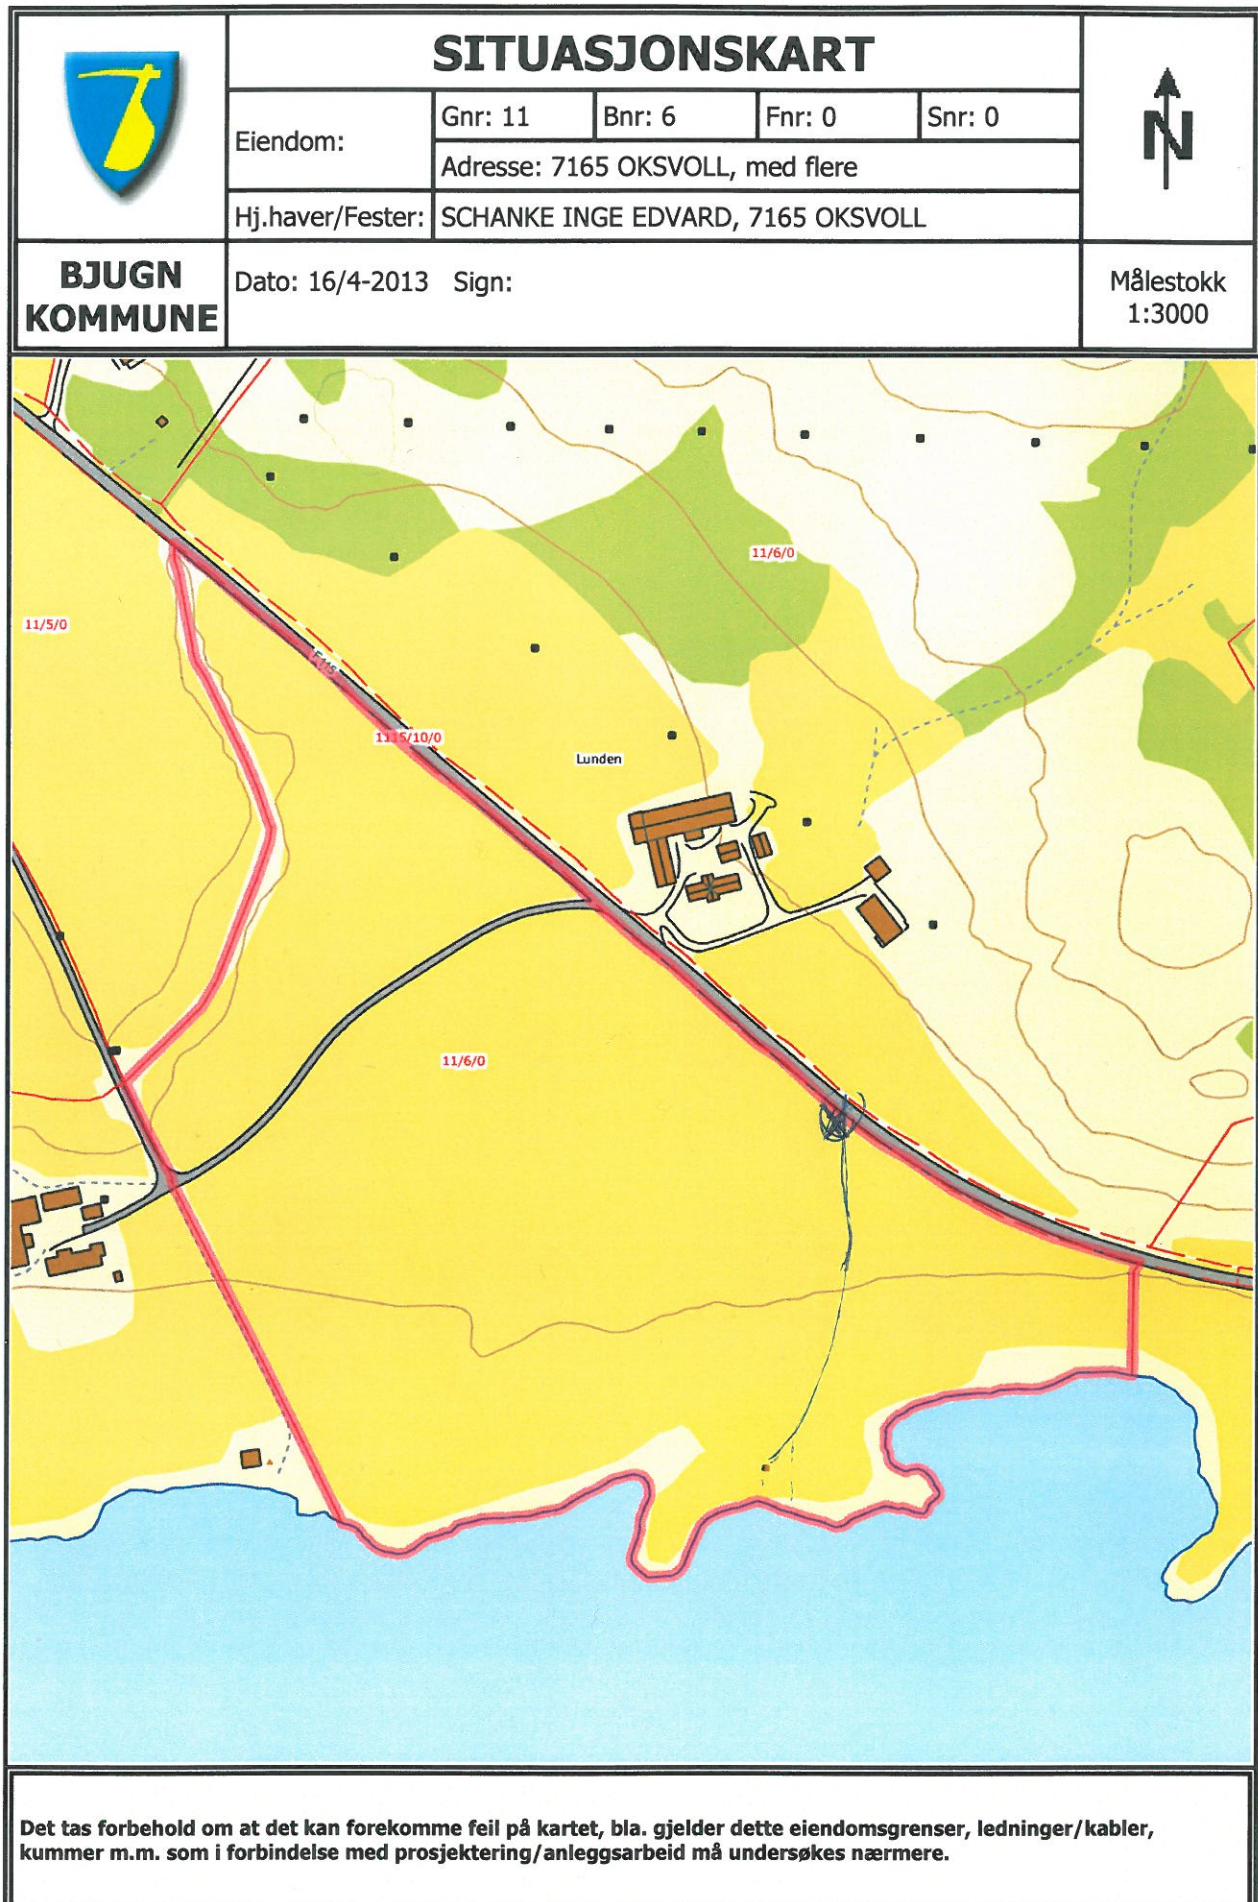 SITUASJONSKART
Eiendom:
Gnr: 11
Bnr: 6
Fnr: 0
Snr: 0
Adresse: 7165 OKSVOLL, med flere
Hj.haver/Fester:
SCHANKE INGE EDVARD, 7165 OKSVOLL
N
BJUGN
KOMMUNE
Dato: 16/4-2013 Sign:
Målestokk
1:3000
11/6/0
11/5/0
1115/10/0
Lunden
11/6/0
Det tas forbehold om at det kan forekomme feil på kartet, bla. gjelder dette eiendomsgrenser, ledninger/kabler,
kummer m.m. som i forbindelse med prosjektering/anleggsarbeid må undersøkes nærmere.